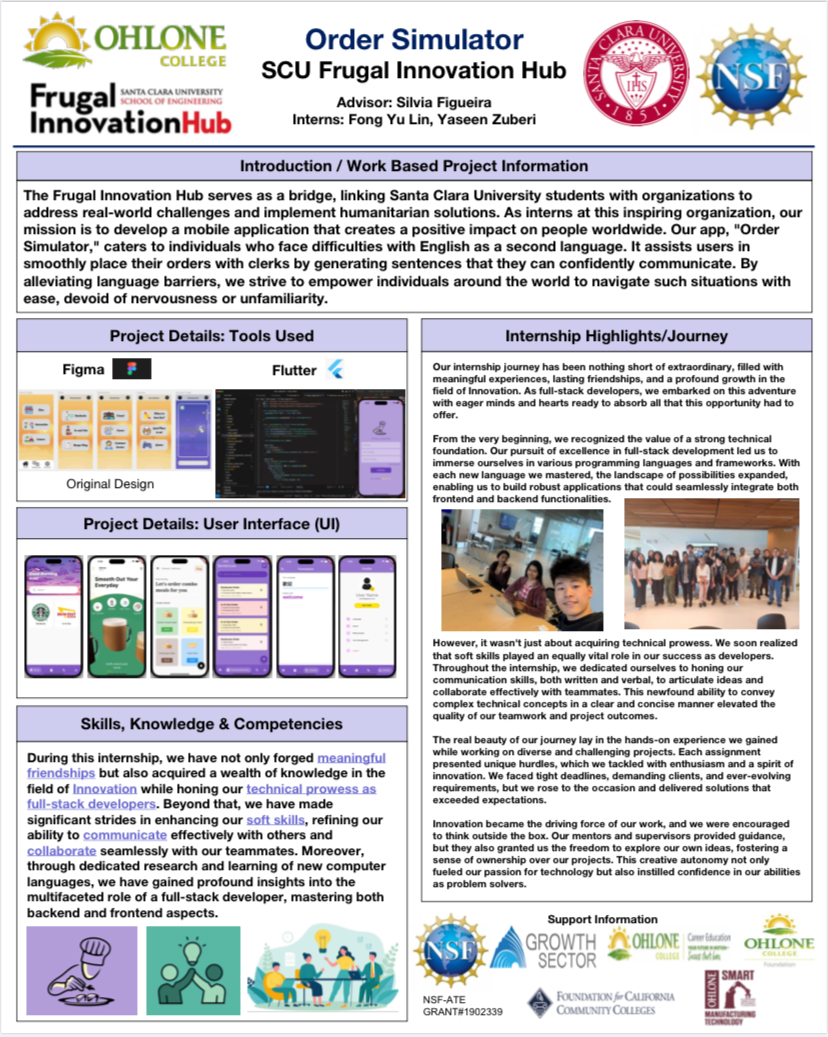 OHLONE
COLLEGE
Frugal
InnovationHub
SANTA CLARA UNIVERSITY
SCHOOL OF ENGINEERING
Order Simulator
SCU Frugal Innovation Hub
Advisor: Silvia Figueira
Interns: Fong Yu Lin, Yaseen Zuberi
SANTA CLARA UNIVERSITY
IHS
1851
NSF
Introduction / Work Based Project Information
The Frugal Innovation Hub serves as a bridge, linking Santa Clara University students with organizations to
address real-world challenges and implement humanitarian solutions. As interns at this inspiring organization, our
mission is to develop a mobile application that creates a positive impact on people worldwide. Our app, "Order
Simulator," caters to individuals who face difficulties with English as a second language. It assists users in
smoothly place their orders with clerks by generating sentences that they can confidently communicate. By
alleviating language barriers, we strive to empower individuals around the world to navigate such situations with
ease, devoid of nervousness or unfamiliarity.
Project Details: Tools Used
Figma
Flutter
Original Design
Project Details: User Interface (UI)
Smooth Out Your
Everyday
Let's order combo
meals for you
Skills, Knowledge & Competencies
During this internship, we have not only forged meaningful
friendships but also acquired a wealth of knowledge in the
field of Innovation while honing our technical prowess as
full-stack developers. Beyond that, we have made
significant strides in enhancing our soft skills, refining our
ability to communicate effectively with others and
collaborate seamlessly with our teammates. Moreover,
through dedicated research and learning of new computer
languages, we have gained profound insights into the
multifaceted role of a full-stack developer, mastering both
backend and frontend aspects.
Internship Highlights/Journey
Our internship journey has been nothing short of extraordinary, filled with
meaningful experiences, lasting friendships, and a profound growth in the
field of Innovation. As full-stack developers, we embarked on this adventure
with eager minds and hearts ready to absorb all that this opportunity had to
offer.
From the very beginning, we recognized the value of a strong technical
foundation. Our pursuit of excellence in full-stack development led us to
immerse ourselves in various programming languages and frameworks. With
each new language we mastered, the landscape of possibilities expanded,
enabling us to build robust applications that could seamlessly integrate both
frontend and backend functionalities.
However, it wasn't just about acquiring technical prowess. We soon realized
that soft skills played an equally vital role in our success as developers.
Throughout the internship, we dedicated ourselves to honing our
communication skills, both written and verbal, to articulate ideas and
collaborate effectively with teammates. This newfound ability to convey
complex technical concepts in a clear and concise manner elevated the
quality of our teamwork and project outcomes.
The real beauty of our journey lay in the hands-on experience we gained
while working on diverse and challenging projects. Each assignment
presented unique hurdles, which we tackled with enthusiasm and a spirit of
innovation. We faced tight deadlines, demanding clients, and ever-evolving
requirements, but we rose to the occasion and delivered solutions that
exceeded expectations.
Innovation became the driving force of our work, and we were encouraged
to think outside the box. Our mentors and supervisors provided guidance,
but they also granted us the freedom to explore our own ideas, fostering a
sense of ownership over our projects. This creative autonomy not only
fueled our passion for technology but also instilled confidence in our abilities
as problem solvers.
Support Information
NSF
GROWTH
SECTOR
OHLONE
COLLEGE
Career Education
OHLONE
COLLEGE
Foundation
NSF-ATE
GRANT#1902339
FOUNDATION for CALIFORNIA
COMMUNITY COLLEGES
OHLONE
SMART
MANUFACTURING
TECHNOLOGY